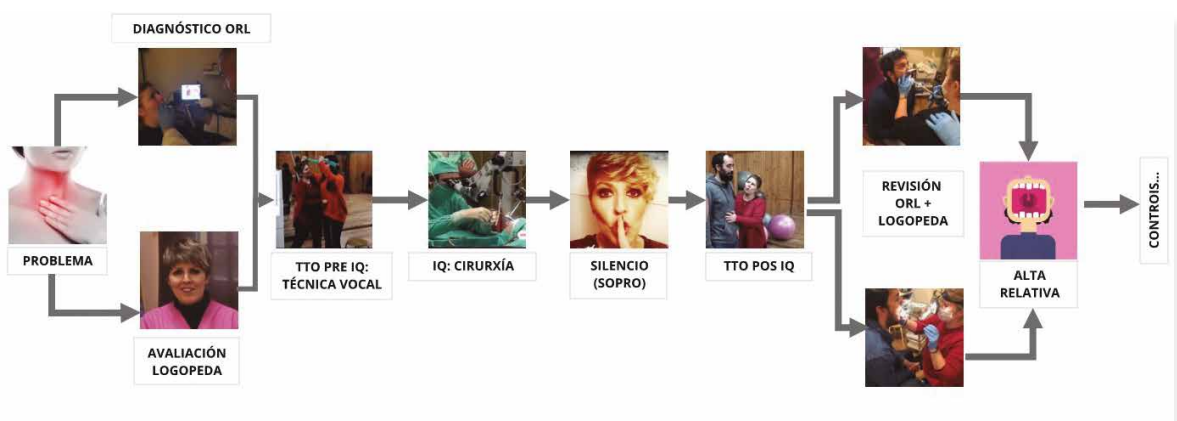 DIAGNÓSTICO ORL
PROBLEMA
AVALIACIÓN
LOGOPEDA
TTO PRE IQ:
TÉCNICA VOCAL
IQ: CIRURXÍA
SILENCIO
(SOPRO)
TTO POS IQ
REVISIÓN
ORL +
LOGOPEDA
ALTA
RELATIVA
CONTROIS...